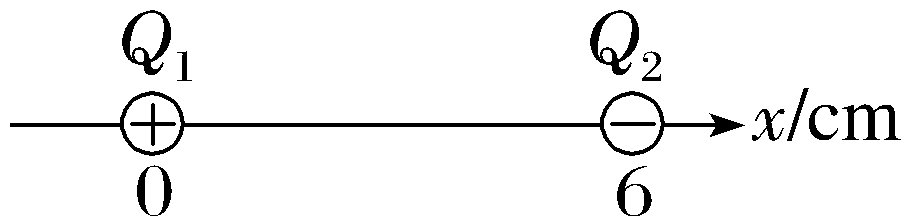 Q₁ Q₂
+ − x/cm
0 6